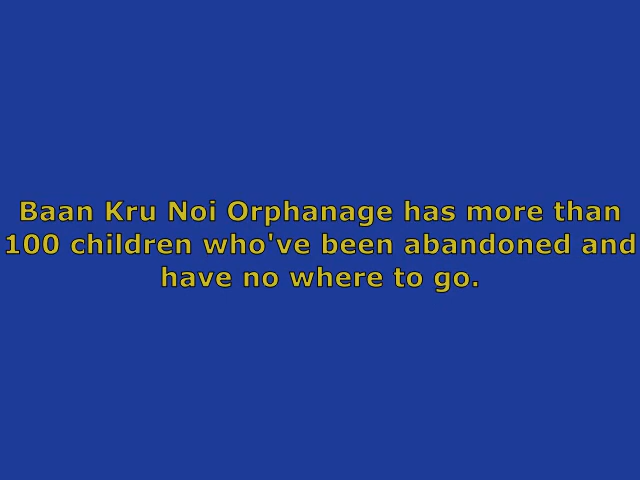 Baan Kru Noi Orphanage has more than
100 children who've been abandoned and
have no where to go.